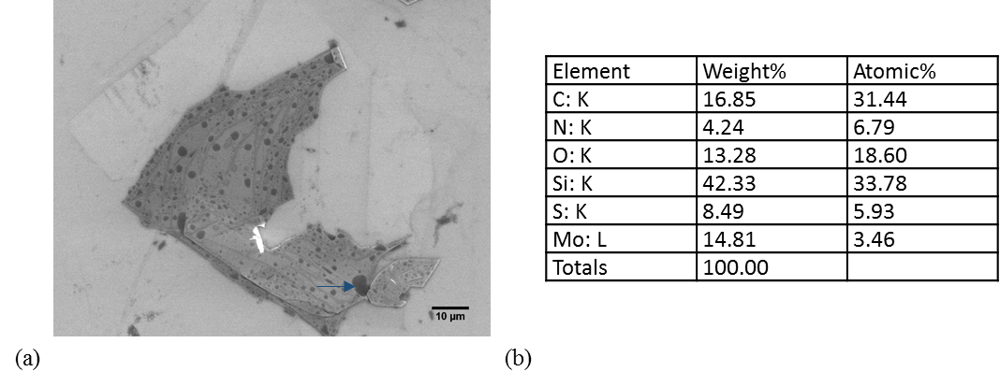 10 µm
Element Weight% Atomic%
C: K 16.85 31.44
N: K 4.24 6.79
O: K 13.28 18.60
Si: K 42.33 33.78
S: K 8.49 5.93
Mo: L 14.81 3.46
Totals 100.00
(a) (b)